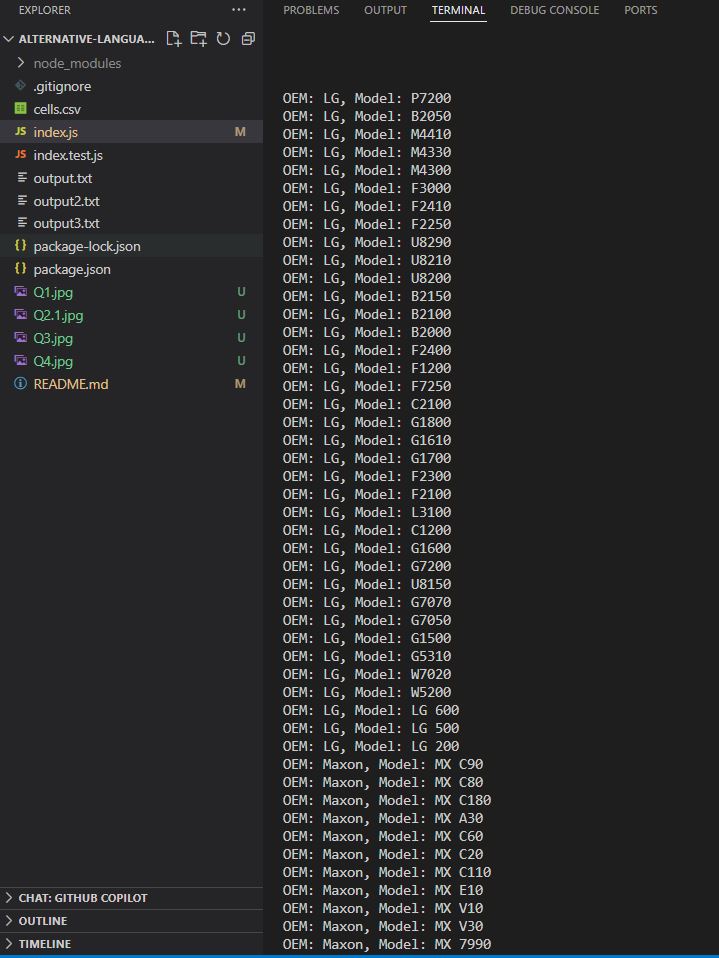 EXPLORER
ALTERNATIVE-LANGUA...
node_modules
.gitignore
cells.csv
JS index.js M
JS index.test.js
output.txt
output2.txt
output3.txt
{} package-lock.json
{} package.json
Q1.jpg U
Q2.1.jpg U
Q3.jpg U
Q4.jpg U
README.md M
CHAT: GITHUB COPILOT
OUTLINE
TIMELINE
PROBLEMS OUTPUT TERMINAL DEBUG CONSOLE PORTS
OEM: LG, Model: P7200
OEM: LG, Model: B2050
OEM: LG, Model: M4410
OEM: LG, Model: M4330
OEM: LG, Model: M4300
OEM: LG, Model: F3000
OEM: LG, Model: F2410
OEM: LG, Model: F2250
OEM: LG, Model: U8290
OEM: LG, Model: U8210
OEM: LG, Model: U8200
OEM: LG, Model: B2150
OEM: LG, Model: B2100
OEM: LG, Model: B2000
OEM: LG, Model: F2400
OEM: LG, Model: F1200
OEM: LG, Model: F7250
OEM: LG, Model: C2100
OEM: LG, Model: G1800
OEM: LG, Model: G1610
OEM: LG, Model: G1700
OEM: LG, Model: F2300
OEM: LG, Model: F2100
OEM: LG, Model: L3100
OEM: LG, Model: C1200
OEM: LG, Model: G1600
OEM: LG, Model: G7200
OEM: LG, Model: U8150
OEM: LG, Model: G7070
OEM: LG, Model: G7050
OEM: LG, Model: G1500
OEM: LG, Model: G5310
OEM: LG, Model: W7020
OEM: LG, Model: W5200
OEM: LG, Model: LG 600
OEM: LG, Model: LG 500
OEM: LG, Model: LG 200
OEM: Maxon, Model: MX C90
OEM: Maxon, Model: MX C80
OEM: Maxon, Model: MX C180
OEM: Maxon, Model: MX A30
OEM: Maxon, Model: MX C60
OEM: Maxon, Model: MX C20
OEM: Maxon, Model: MX C110
OEM: Maxon, Model: MX E10
OEM: Maxon, Model: MX V10
OEM: Maxon, Model: MX V30
OEM: Maxon, Model: MX 7990